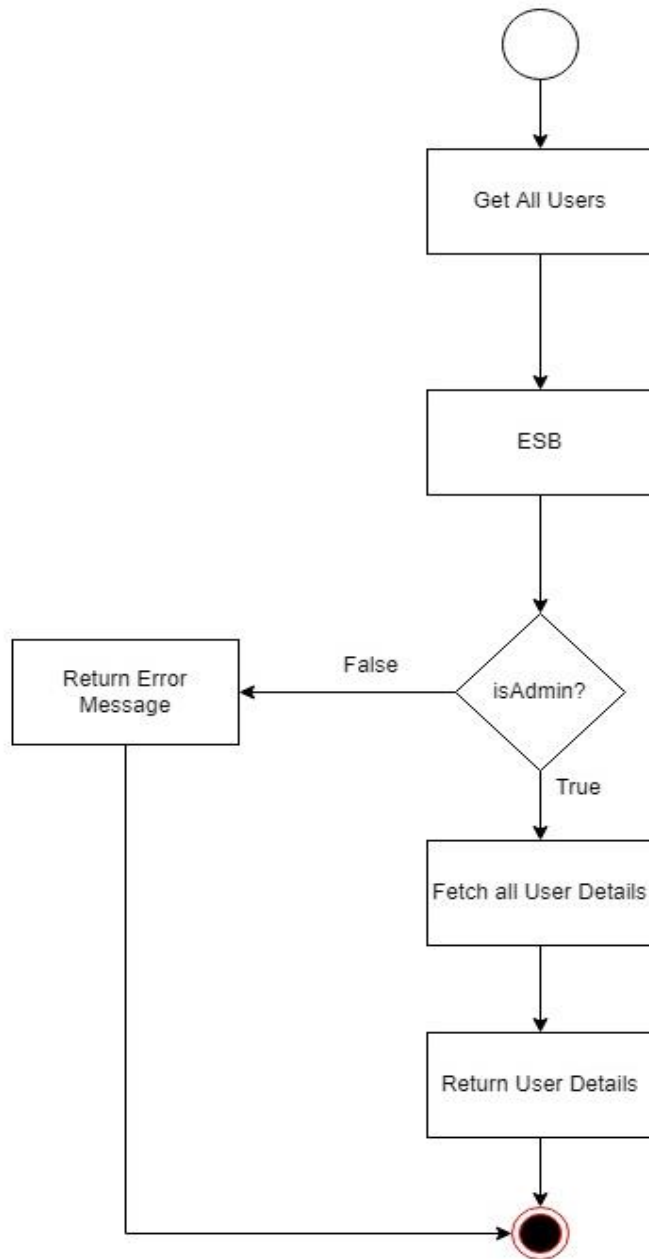 Get All Users
ESB
isAdmin?
False
Return Error
Message
True
Fetch all User Details
Return User Details